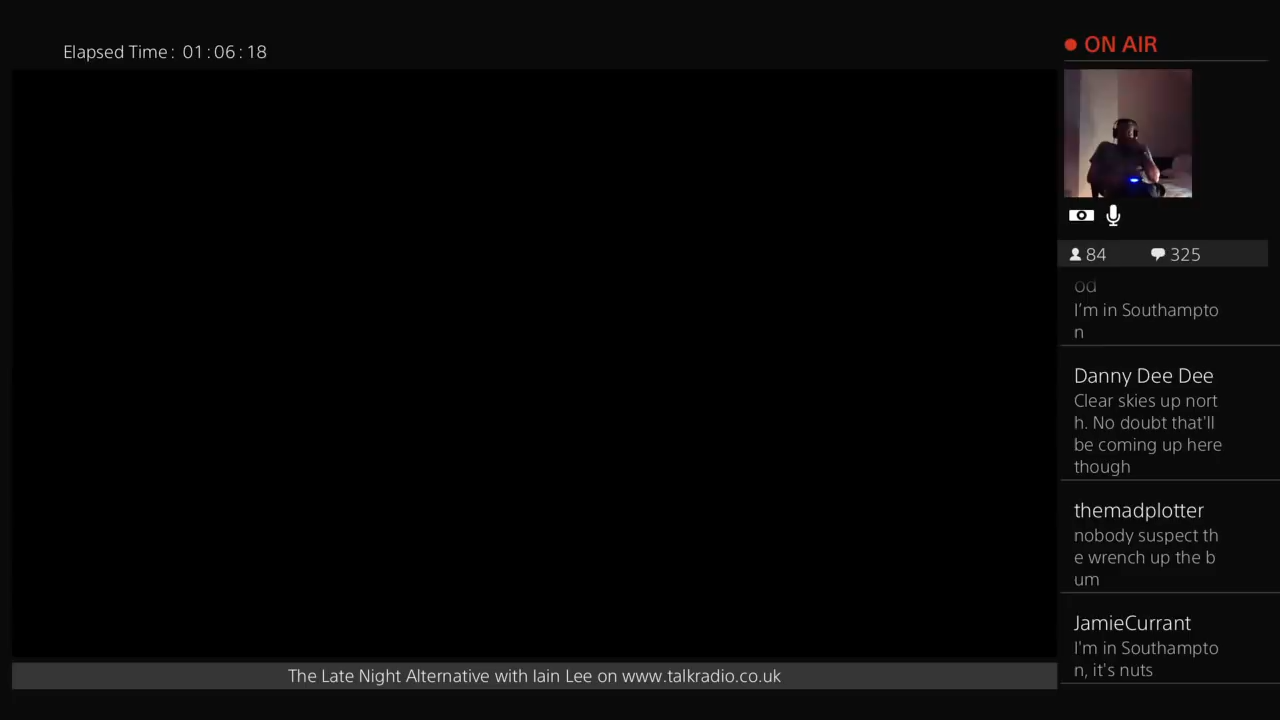 Elapsed Time: 01:06:18
ON AIR
84 325
od
I'm in Southampto
n
Danny Dee Dee
Clear skies up nort
h. No doubt that'll
be coming up here
though
themadplotter
nobody suspect th
e wrench up the b
um
JamieCurrant
I'm in Southampto
n, it's nuts
The Late Night Alternative with Iain Lee on www.talkradio.co.uk